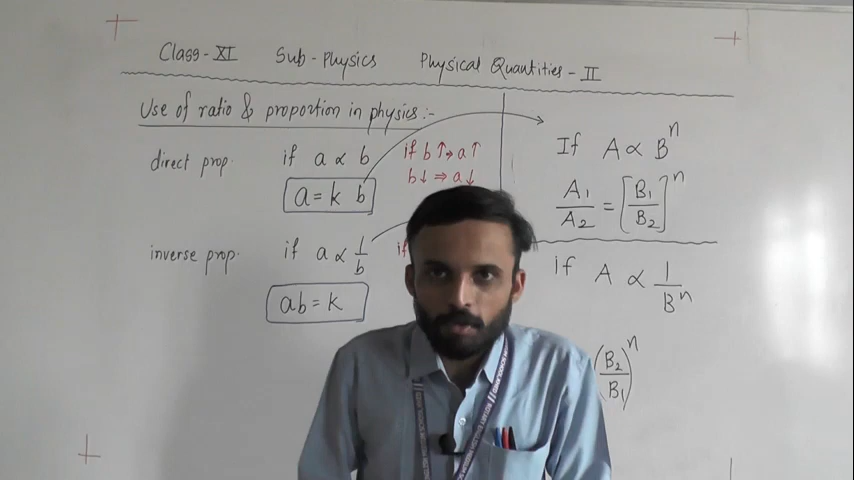 Class-XI Sub-Physics Physical Quantities-II
Use of ratio & proportion in physics:-
direct prop. if a ∝ b if b ↑ → a ↑
b ↓ ⇒ a ↓
a = k b
inverse prop. if a ∝ 1/b if
ab = k
If A ∝ B^n
A₁/A₂ = [B₁/B₂]^n
if A ∝ 1/B^n
(B₂/B₁)^n